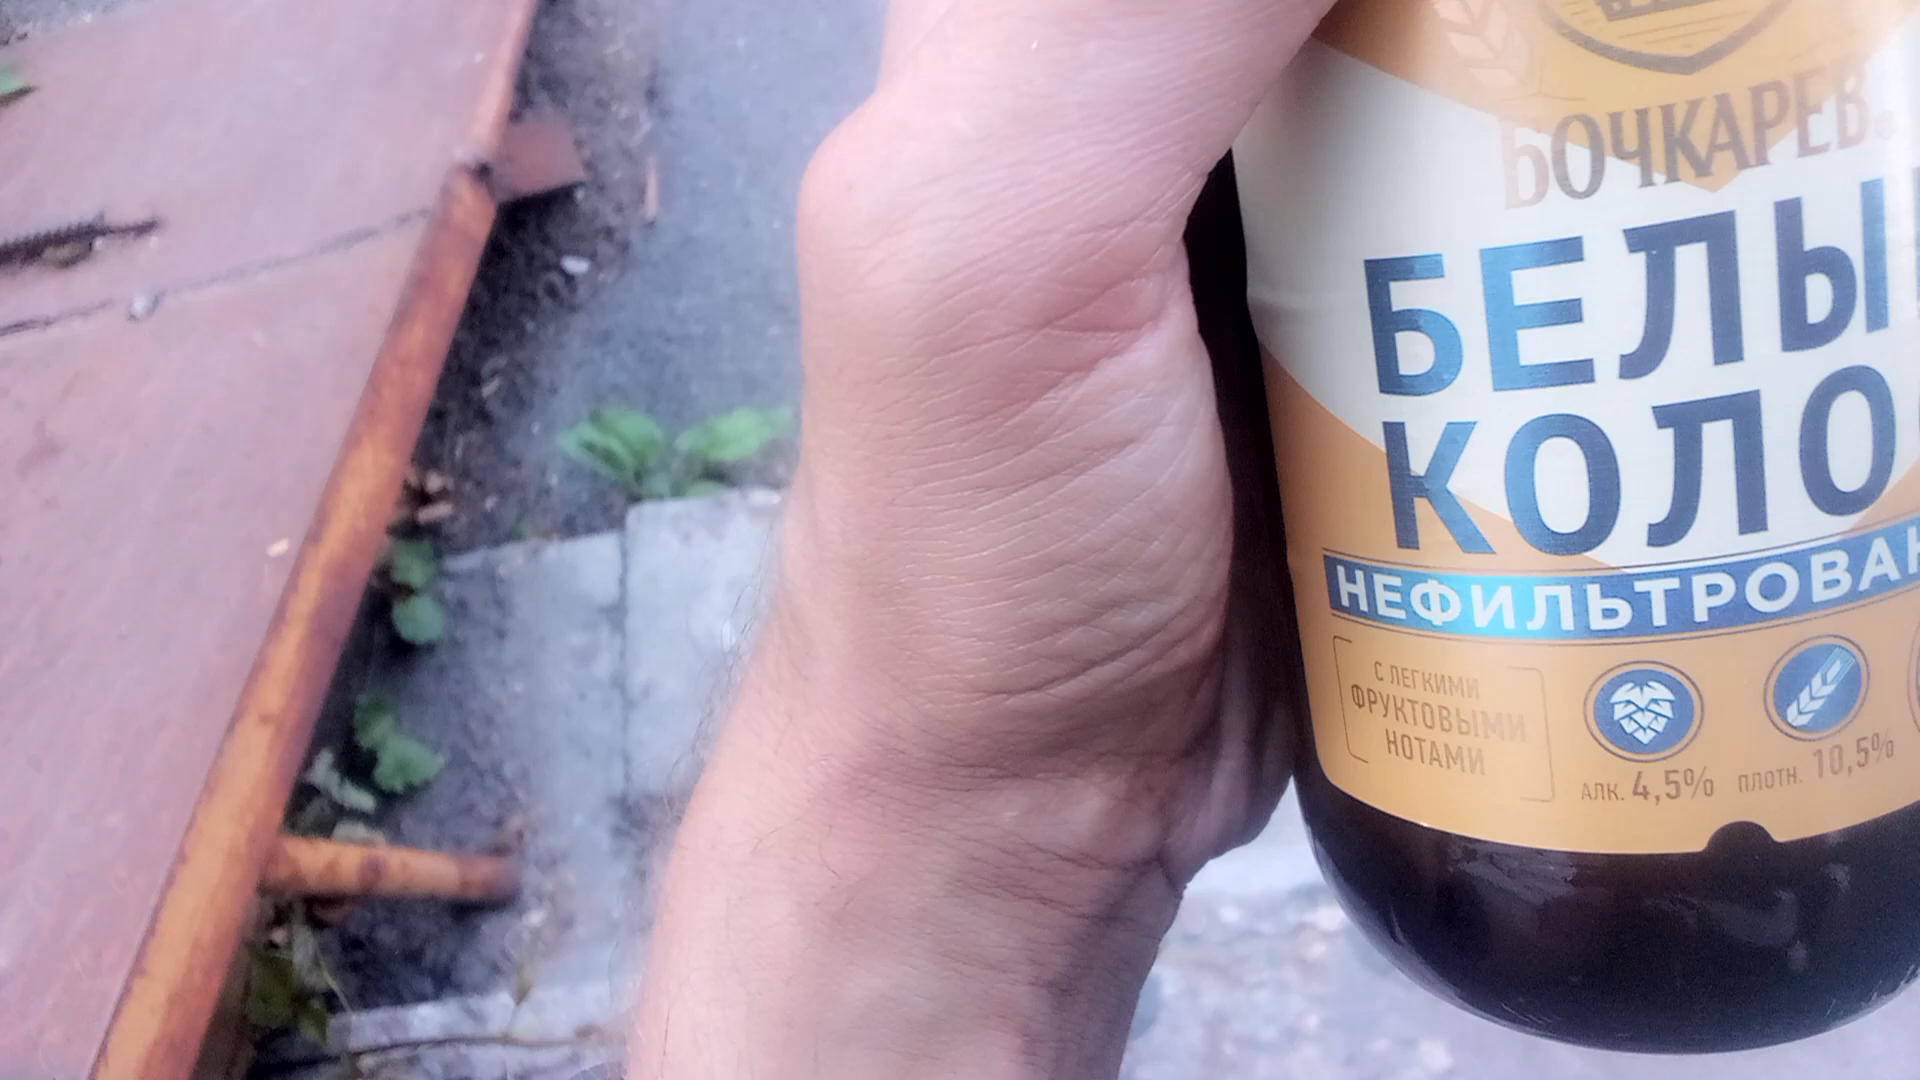 БОЧКАРЕВ
БЕЛЫ
КОЛО
НЕФИЛЬТРОВАН
С ЛЕГКИМИ
ФРУКТОВЫМИ
НОТАМИ
АЛК. 4,5% ПЛОТН. 10,5%